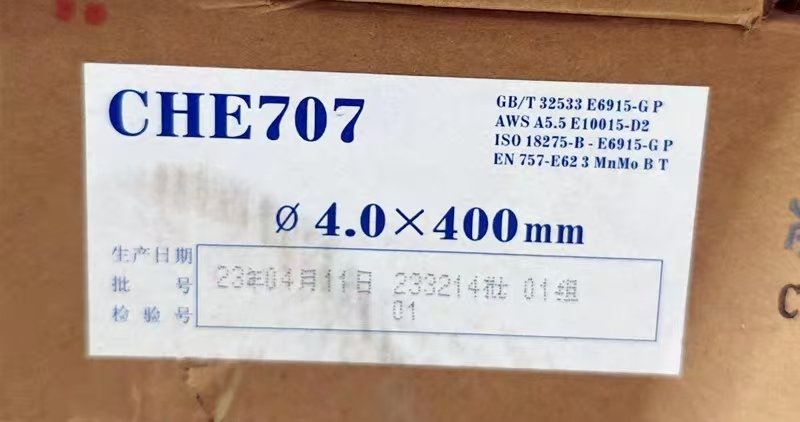 CHE707
GB/T 32533 E6915-G P
AWS A5.5 E10015-D2
ISO 18275-B - E6915-G P
EN 757-E62 3 MnMo B T
ø 4.0×400mm
生产日期
批 号
检验号
23年04月11日 233214批 01组
01